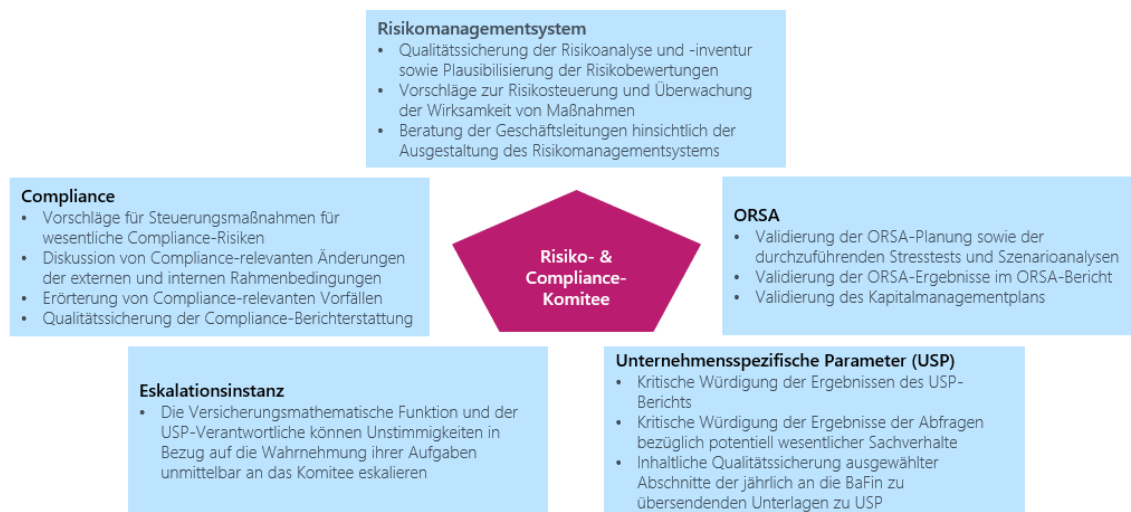 Risikomanagementsystem
• Qualitätssicherung der Risikoanalyse und -inventur
sowie Plausibilisierung der Risikobewertungen
• Vorschläge zur Risikosteuerung und Überwachung
der Wirksamkeit von Maßnahmen
• Beratung der Geschäftsleitungen hinsichtlich der
Ausgestaltung des Risikomanagementsystems
Compliance
• Vorschläge für Steuerungsmaßnahmen für
wesentliche Compliance-Risiken
• Diskussion von Compliance-relevanten Änderungen
der externen und internen Rahmenbedingungen
• Erörterung von Compliance-relevanten Vorfällen
• Qualitätssicherung der Compliance-Berichterstattung
Risiko- &
Compliance-
Komitee
ORSA
• Validierung der ORSA-Planung sowie der
durchzuführenden Stresstests und Szenarioanalysen
• Validierung der ORSA-Ergebnisse im ORSA-Bericht
• Validierung des Kapitalmanagementplans
Eskalationsinstanz
• Die Versicherungsmathematische Funktion und der
USP-Verantwortliche können Unstimmigkeiten in
Bezug auf die Wahrnehmung ihrer Aufgaben
unmittelbar an das Komitee eskalieren
Unternehmensspezifische Parameter (USP)
• Kritische Würdigung der Ergebnissen des USP-
Berichts
• Kritische Würdigung der Ergebnisse der Abfragen
bezüglich potentiell wesentlicher Sachverhalte
• Inhaltliche Qualitätssicherung ausgewählter
Abschnitte der jährlich an die BaFin zu
übersendenden Unterlagen zu USP